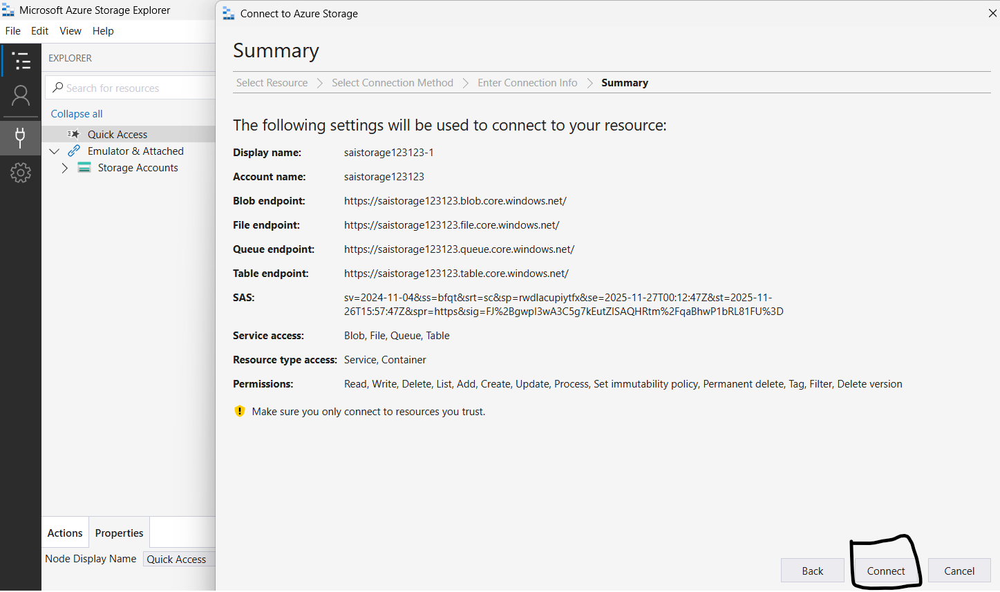 Microsoft Azure Storage Explorer
File Edit View Help
EXPLORER
Search for resources
Collapse all
Quick Access
Emulator & Attached
Storage Accounts
Actions Properties
Node Display Name Quick Access
Connect to Azure Storage
Summary
Select Resource Select Connection Method Enter Connection Info Summary
The following settings will be used to connect to your resource:
Display name: saistorage123123-1
Account name: saistorage123123
Blob endpoint: https://saistorage123123.blob.core.windows.net/
File endpoint: https://saistorage123123.file.core.windows.net/
Queue endpoint: https://saistorage123123.queue.core.windows.net/
Table endpoint: https://saistorage123123.table.core.windows.net/
SAS: sv=2024-11-04&ss=bfqt&srt=sc&sp=rwdlacupiytfx&se=2025-11-27T00:12:47Z&st=2025-11-
26T15:57:47Z&spr=https&sig=FJ%2BgwpI3wA3C5g7kEutZISAQHRtm%2FqaBhwP1bRL81FU%3D
Service access: Blob, File, Queue, Table
Resource type access: Service, Container
Permissions: Read, Write, Delete, List, Add, Create, Update, Process, Set immutability policy, Permanent delete, Tag, Filter, Delete version
Make sure you only connect to resources you trust.
Back Connect Cancel